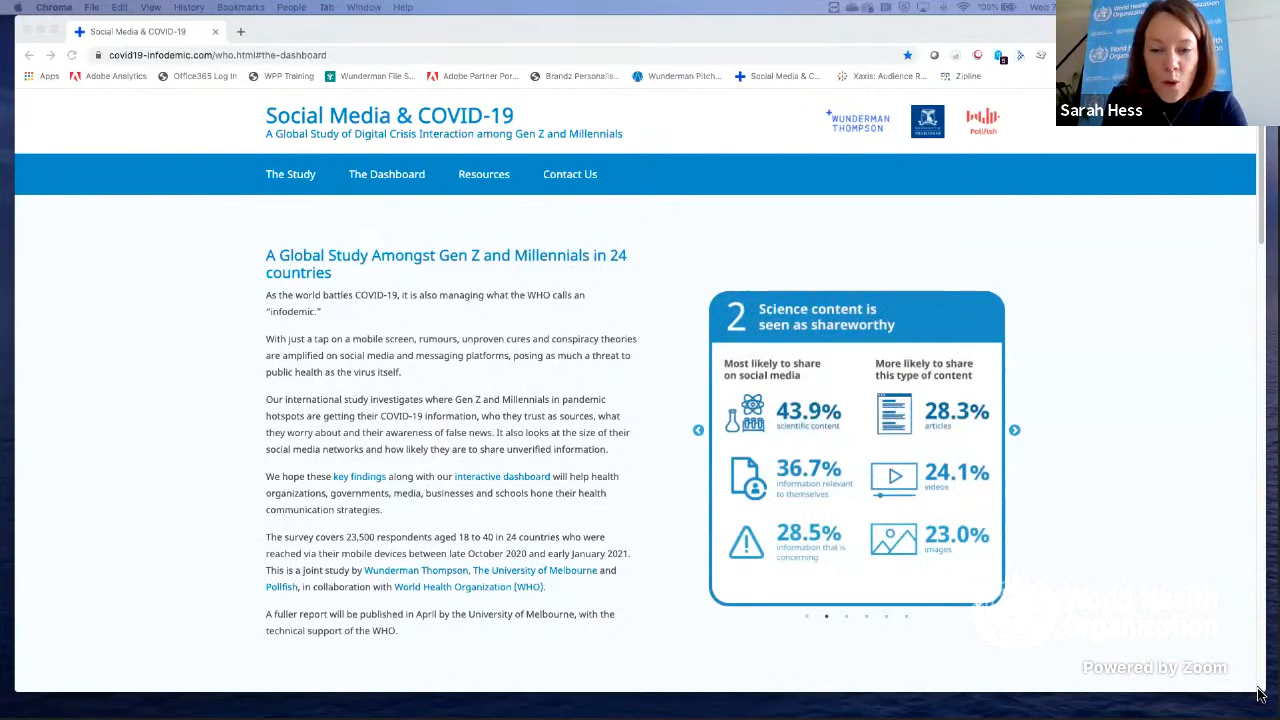 Chrome File Edit View History Bookmarks People Tab Window Help
100%
Social Media & COVID-19
covid19-infodemic.com/who.html#the-dashboard
Apps Adobe Analytics Office365 Log In WPP Training Wunderman File S... Adobe Partner Por... Brandz Personalis... Wunderman Pitch... Social Media & C... Xaxis: Audience R... Zipline
World Health Organization
Sarah Hess
Social Media & COVID-19
A Global Study of Digital Crisis Interaction among Gen Z and Millennials
WUNDERMAN
THOMPSON
MELBOURNE
Pollfish
The Study The Dashboard Resources Contact Us
A Global Study Amongst Gen Z and Millennials in 24
countries
As the world battles COVID-19, it is also managing what the WHO calls an
“infodemic.”
With just a tap on a mobile screen, rumours, unproven cures and conspiracy theories
are amplified on social media and messaging platforms, posing as much a threat to
public health as the virus itself.
Our international study investigates where Gen Z and Millennials in pandemic
hotspots are getting their COVID-19 information, who they trust as sources, what
they worry about and their awareness of false news. It also looks at the size of their
social media networks and how likely they are to share unverified information.
We hope these key findings along with our interactive dashboard will help health
organizations, governments, media, businesses and schools hone their health
communication strategies.
The survey covers 23,500 respondents aged 18 to 40 in 24 countries who were
reached via their mobile devices between late October 2020 and early January 2021.
This is a joint study by Wunderman Thompson, The University of Melbourne and
Pollfish, in collaboration with World Health Organization (WHO).
A fuller report will be published in April by the University of Melbourne, with the
technical support of the WHO.
2 Science content is
seen as shareworthy
Most likely to share
on social media
43.9%
scientific content
36.7%
information relevant
to themselves
28.5%
information that is
concerning
More likely to share
this type of content
28.3%
articles
24.1%
videos
23.0%
images
World Health
Organization
Powered by Zoom